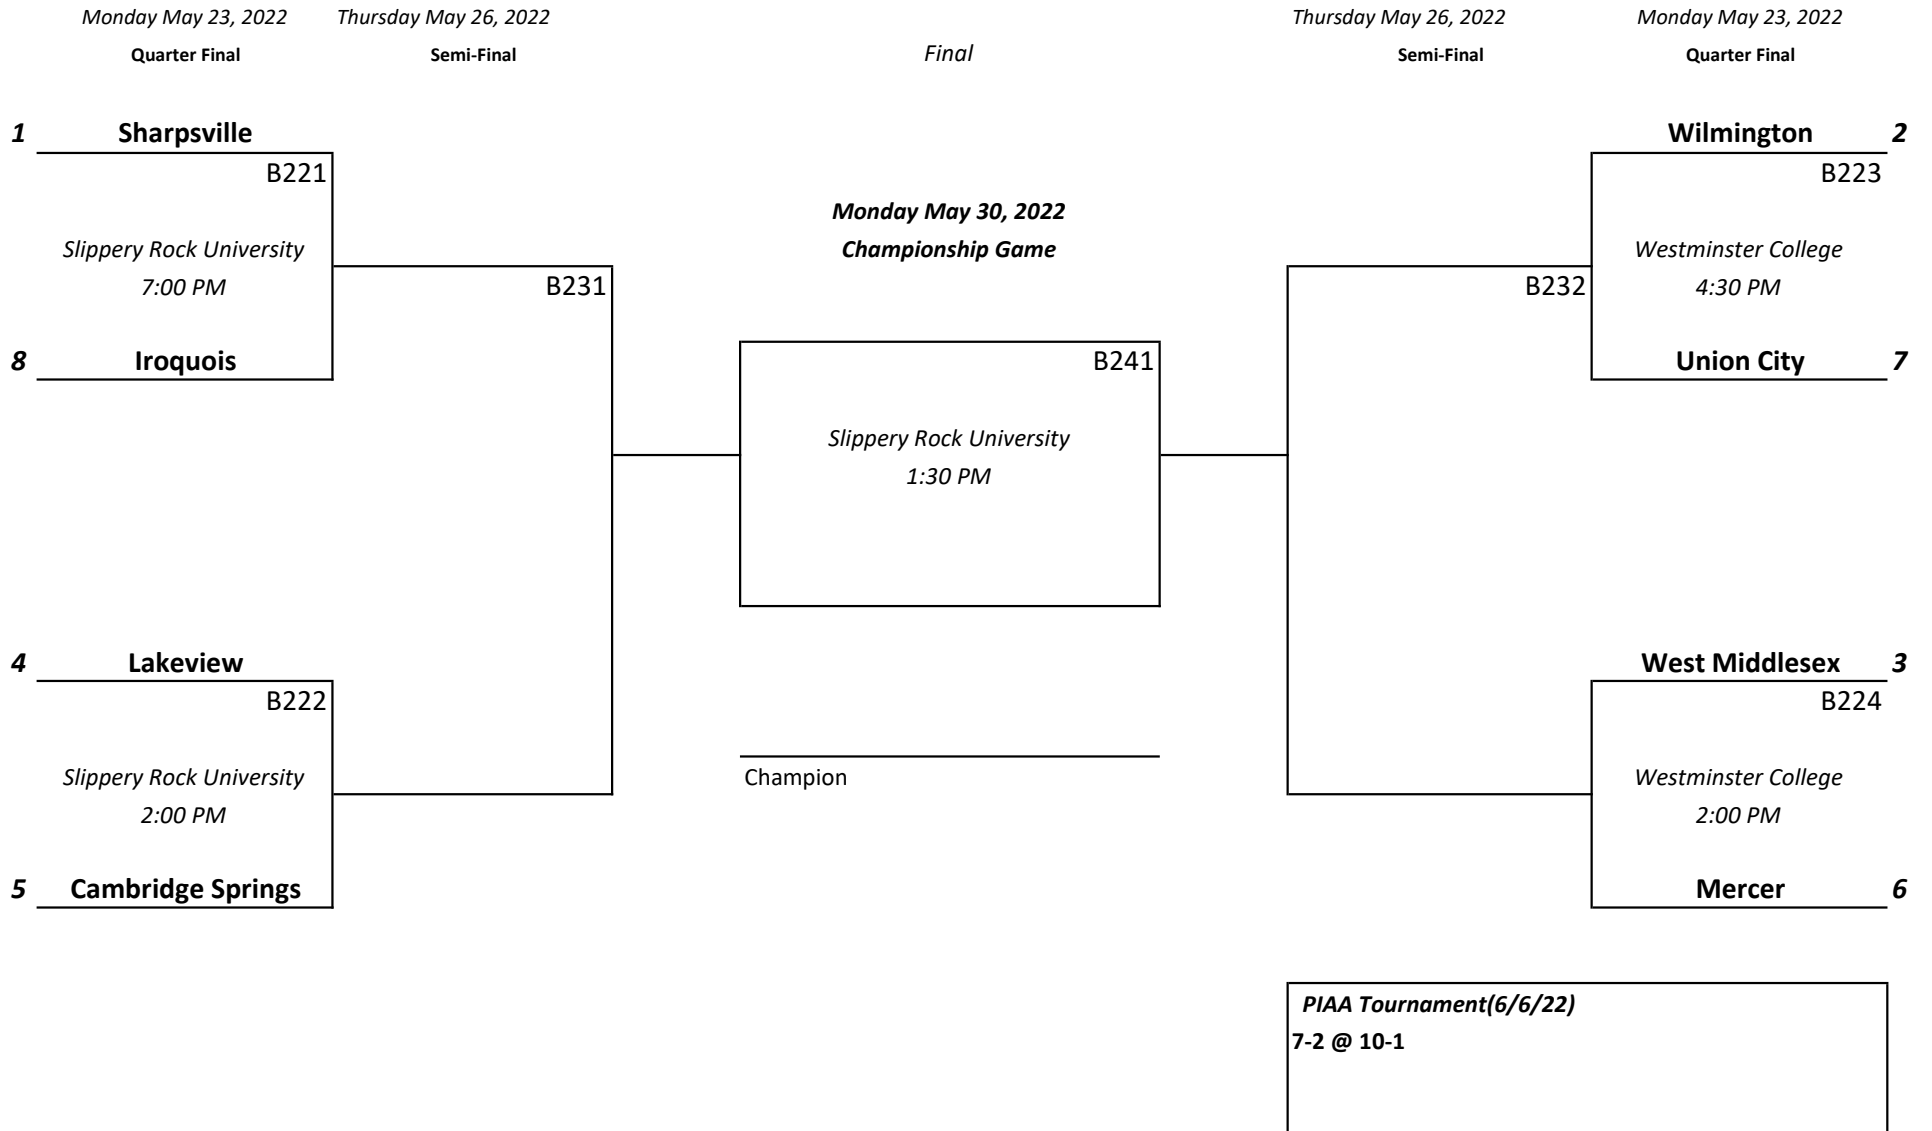 Monday May 23, 2022 Thursday May 26, 2022 Thursday May 26, 2022 Monday May 23, 2022
Quarter Final Semi-Final Final Semi-Final Quarter Final
1 Sharpsville Wilmington 2
B221 B223
Monday May 30, 2022
Slippery Rock University Championship Game Westminster College
7:00 PM B231 B232 4:30 PM
8 Iroquois B241 Union City 7
Slippery Rock University
1:30 PM
4 Lakeview West Middlesex 3
B222 B224
Slippery Rock University Champion Westminster College
2:00 PM 2:00 PM
5 Cambridge Springs Mercer 6
PIAA Tournament(6/6/22)
7-2 @ 10-1